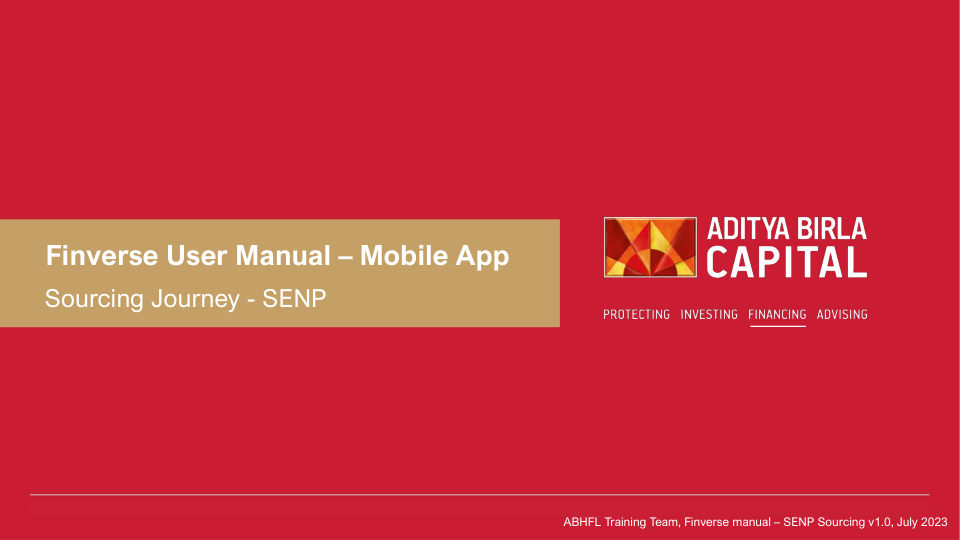 Finverse User Manual – Mobile App
Sourcing Journey - SENP
ADITYA BIRLA
CAPITAL
PROTECTING INVESTING FINANCING ADVISING
ABHFL Training Team, Finverse manual – SENP Sourcing v1.0, July 2023